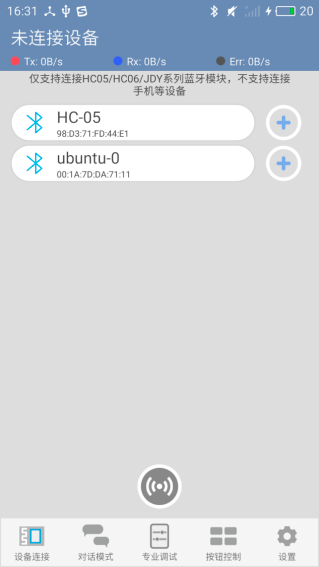 16:31 20
未连接设备
Tx: 0B/s Rx: 0B/s Err: 0B/s
仅支持连接HC05/HC06/JDY系列蓝牙模块，不支持连接
手机等设备
HC-05
98:D3:71:FD:44:E1
ubuntu-0
00:1A:7D:DA:71:11
设备连接 对话模式 专业调试 按钮控制 设置